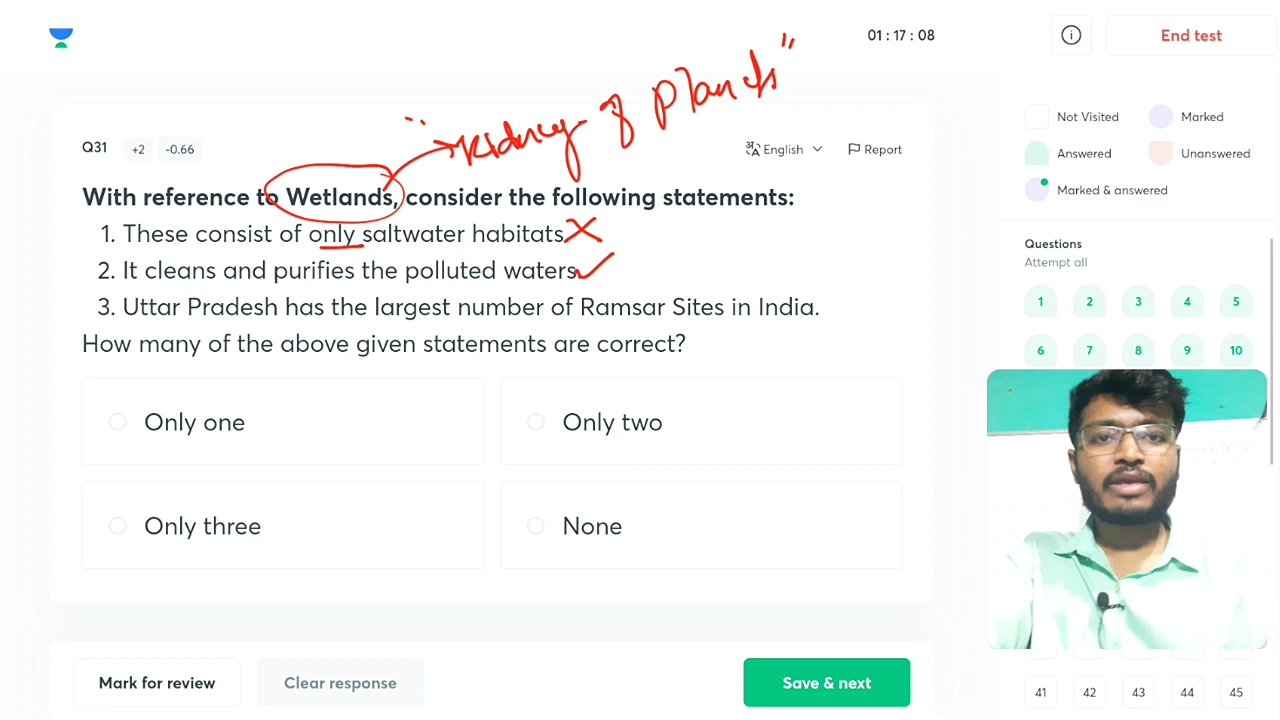 01 : 17 : 08
End test
"kidney of Plants"
Q31
+2
-0.66
English
Report
With reference to Wetlands, consider the following statements:
1. These consist of only saltwater habitats
2. It cleans and purifies the polluted waters
3. Uttar Pradesh has the largest number of Ramsar Sites in India.
How many of the above given statements are correct?
Only one
Only two
Only three
None
Mark for review
Clear response
Save & next
Not Visited
Marked
Answered
Unanswered
Marked & answered
Questions
Attempt all
1 2 3 4 5
6 7 8 9 10
41 42 43 44 45